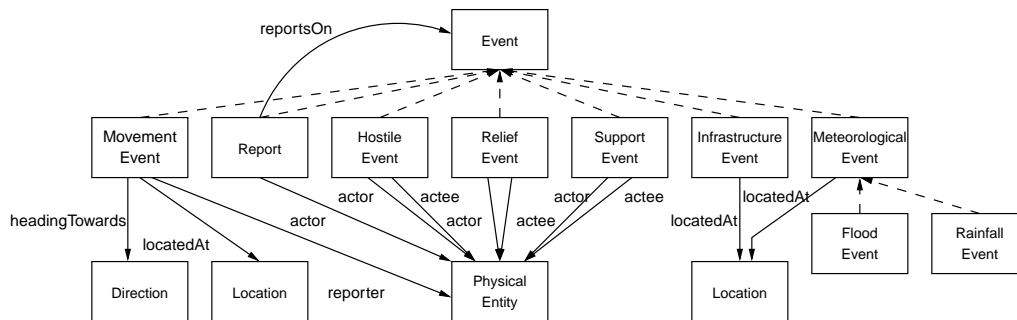 reportsOn
Event
Movement
Event
Report
Hostile
Event
Relief
Event
Support
Event
Infrastructure
Event
Meteorological
Event
actor
actee
actor
actee
actor
actee
headingTowards
actor
locatedAt
locatedAt
locatedAt
Flood
Event
Rainfall
Event
Direction
Location
reporter
Physical
Entity
Location